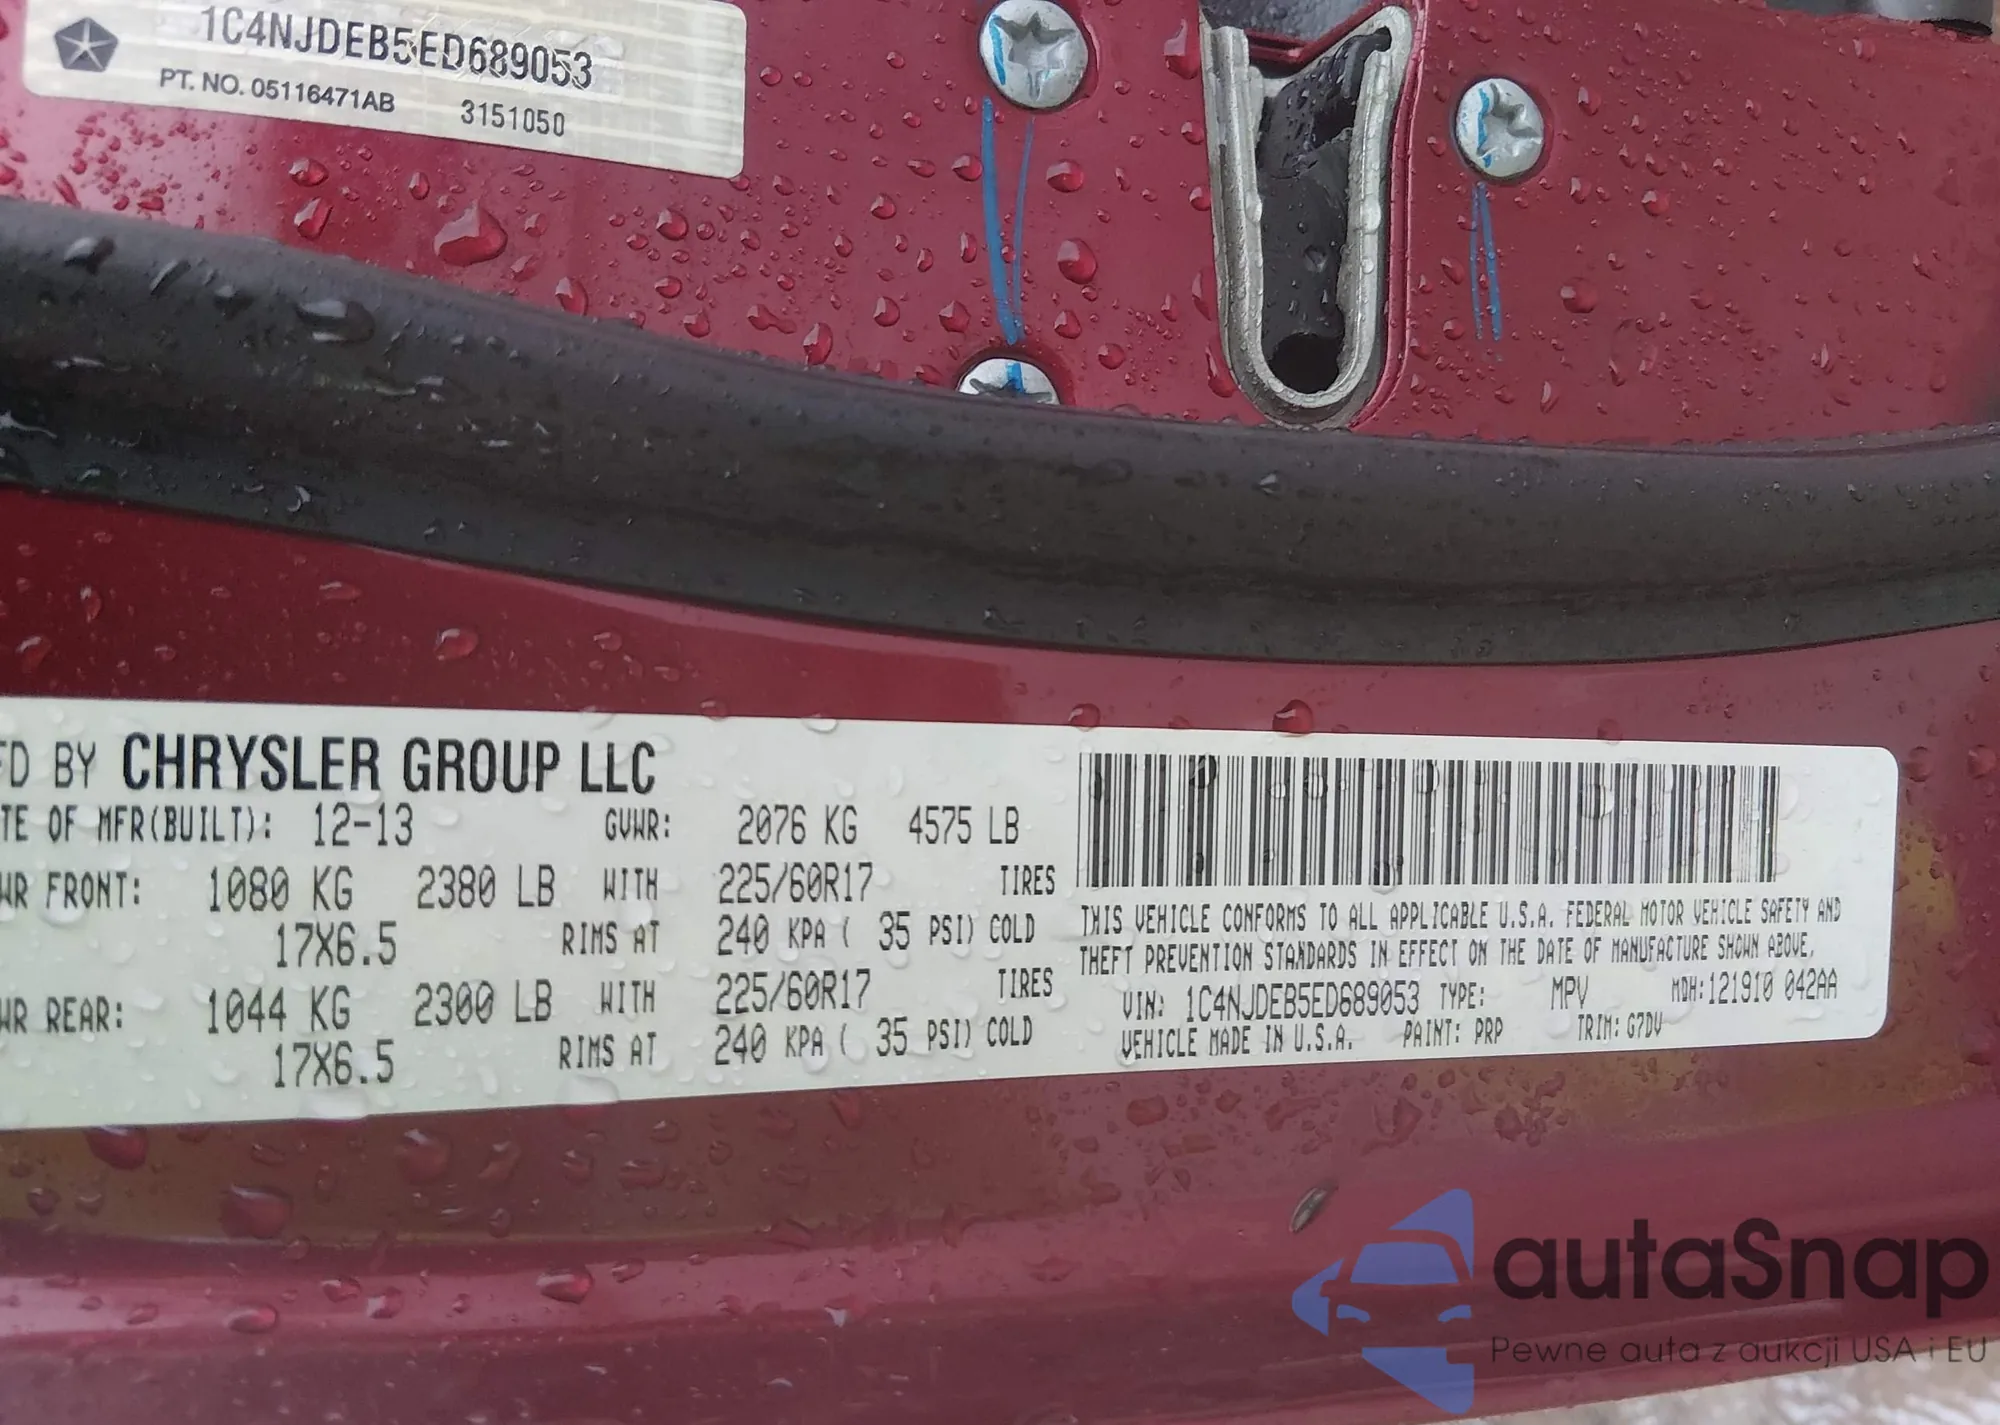 1C4NJDEB5ED689053
PT. NO. 05116471AB 3151050
FD BY CHRYSLER GROUP LLC
TE OF MFR(BUILT): 12-13 GVWR: 2076 KG 4575 LB
WR FRONT: 1080 KG 2380 LB WITH 225/60R17 TIRES
17X6.5 RIMS AT 240 KPA ( 35 PSI) COLD
WR REAR: 1044 KG 2300 LB WITH 225/60R17 TIRES
17X6.5 RIMS AT 240 KPA ( 35 PSI) COLD
THIS VEHICLE CONFORMS TO ALL APPLICABLE U.S.A. FEDERAL MOTOR VEHICLE SAFETY AND
THEFT PREVENTION STANDARDS IN EFFECT ON THE DATE OF MANUFACTURE SHOWN ABOVE.
VIN: 1C4NJDEB5ED689053 TYPE: MPV MDH:121910 042AA
VEHICLE MADE IN U.S.A. PAINT: PRP TRIM: G7DV
autaSnap
Pewne auta z aukcji USA i EU